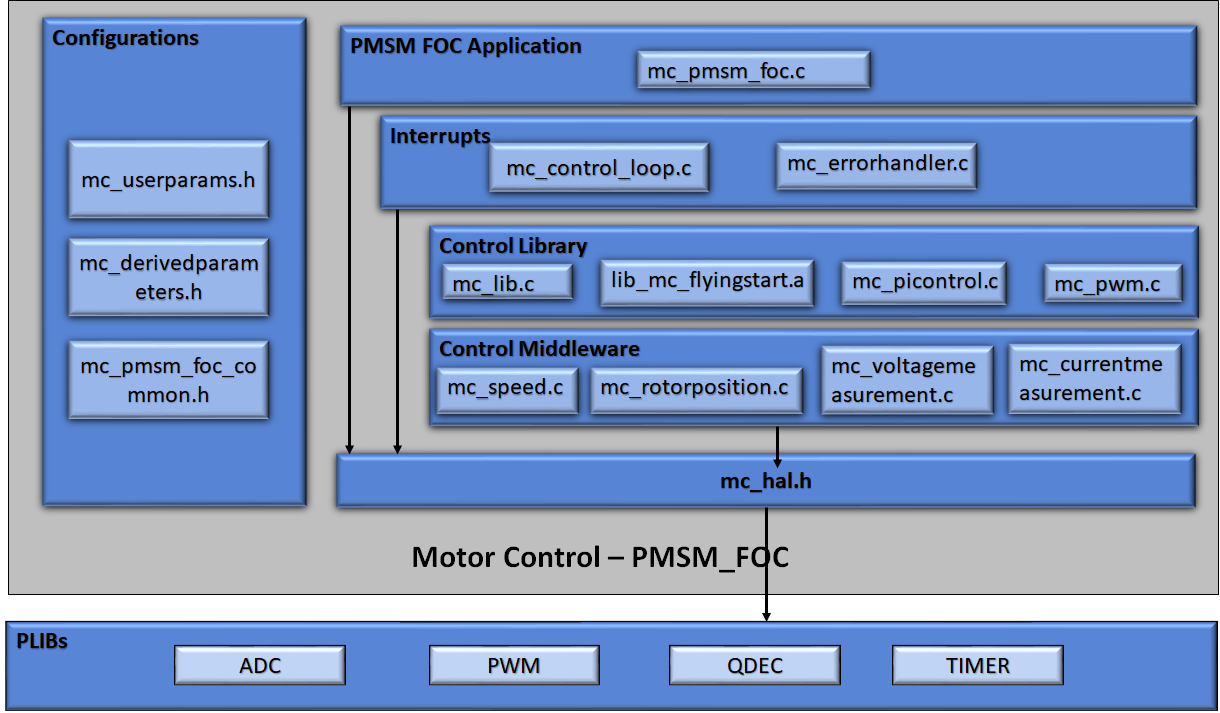 Configurations
mc_userparams.h
mc_derivedparam
eters.h
mc_pmsm_foc_co
mmon.h
PMSM FOC Application
mc_pmsm_foc.c
Interrupts
mc_control_loop.c
mc_errorhandler.c
Control Library
mc_lib.c
lib_mc_flyingstart.a
mc_picontrol.c
mc_pwm.c
Control Middleware
mc_speed.c
mc_rotorposition.c
mc_voltageme
asurement.c
mc_currentme
asurement.c
mc_hal.h
Motor Control – PMSM_FOC
PLIBs
ADC
PWM
QDEC
TIMER